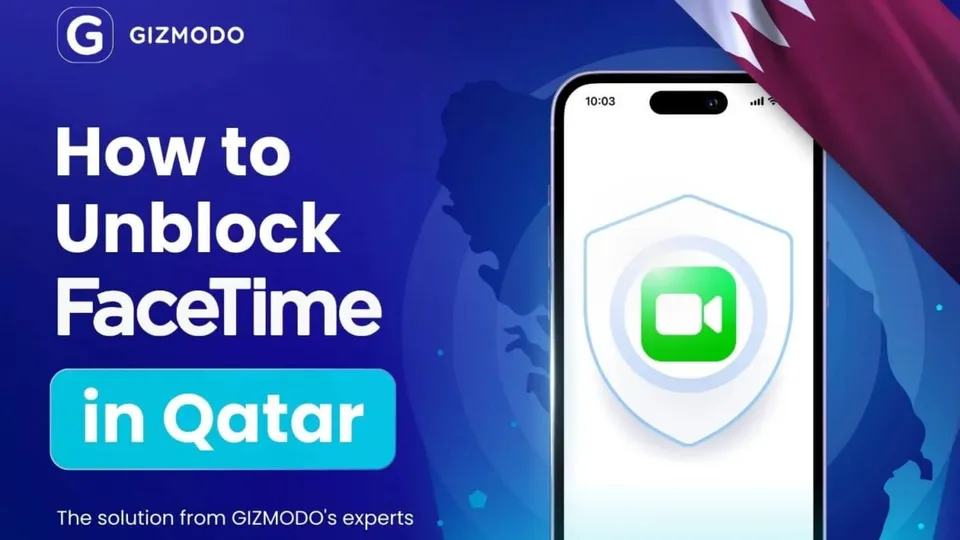 G GIZMODO
How to
Unblock
FaceTime
in Qatar
The solution from GIZMODO's experts
10:03